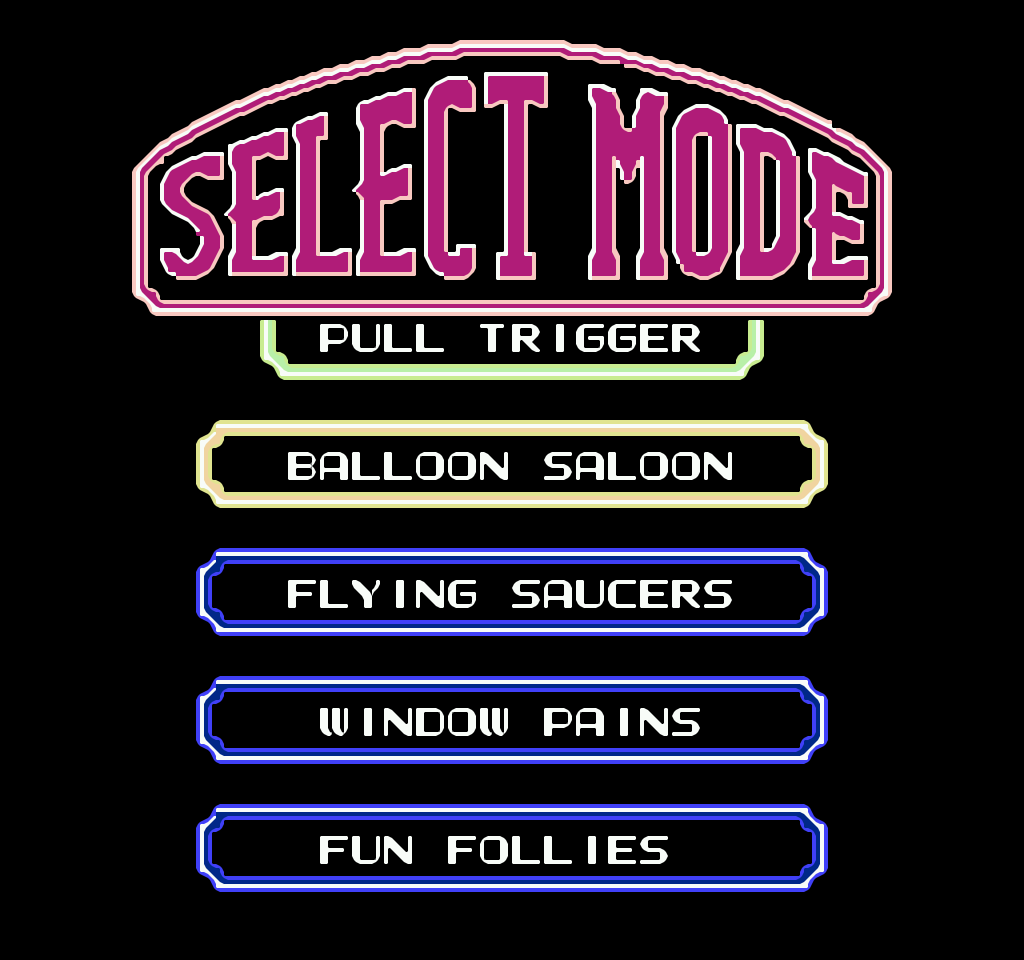 SELECT MODE
PULL TRIGGER
BALLOON SALOON
FLYING SAUCERS
WINDOW PAINS
FUN FOLLIES